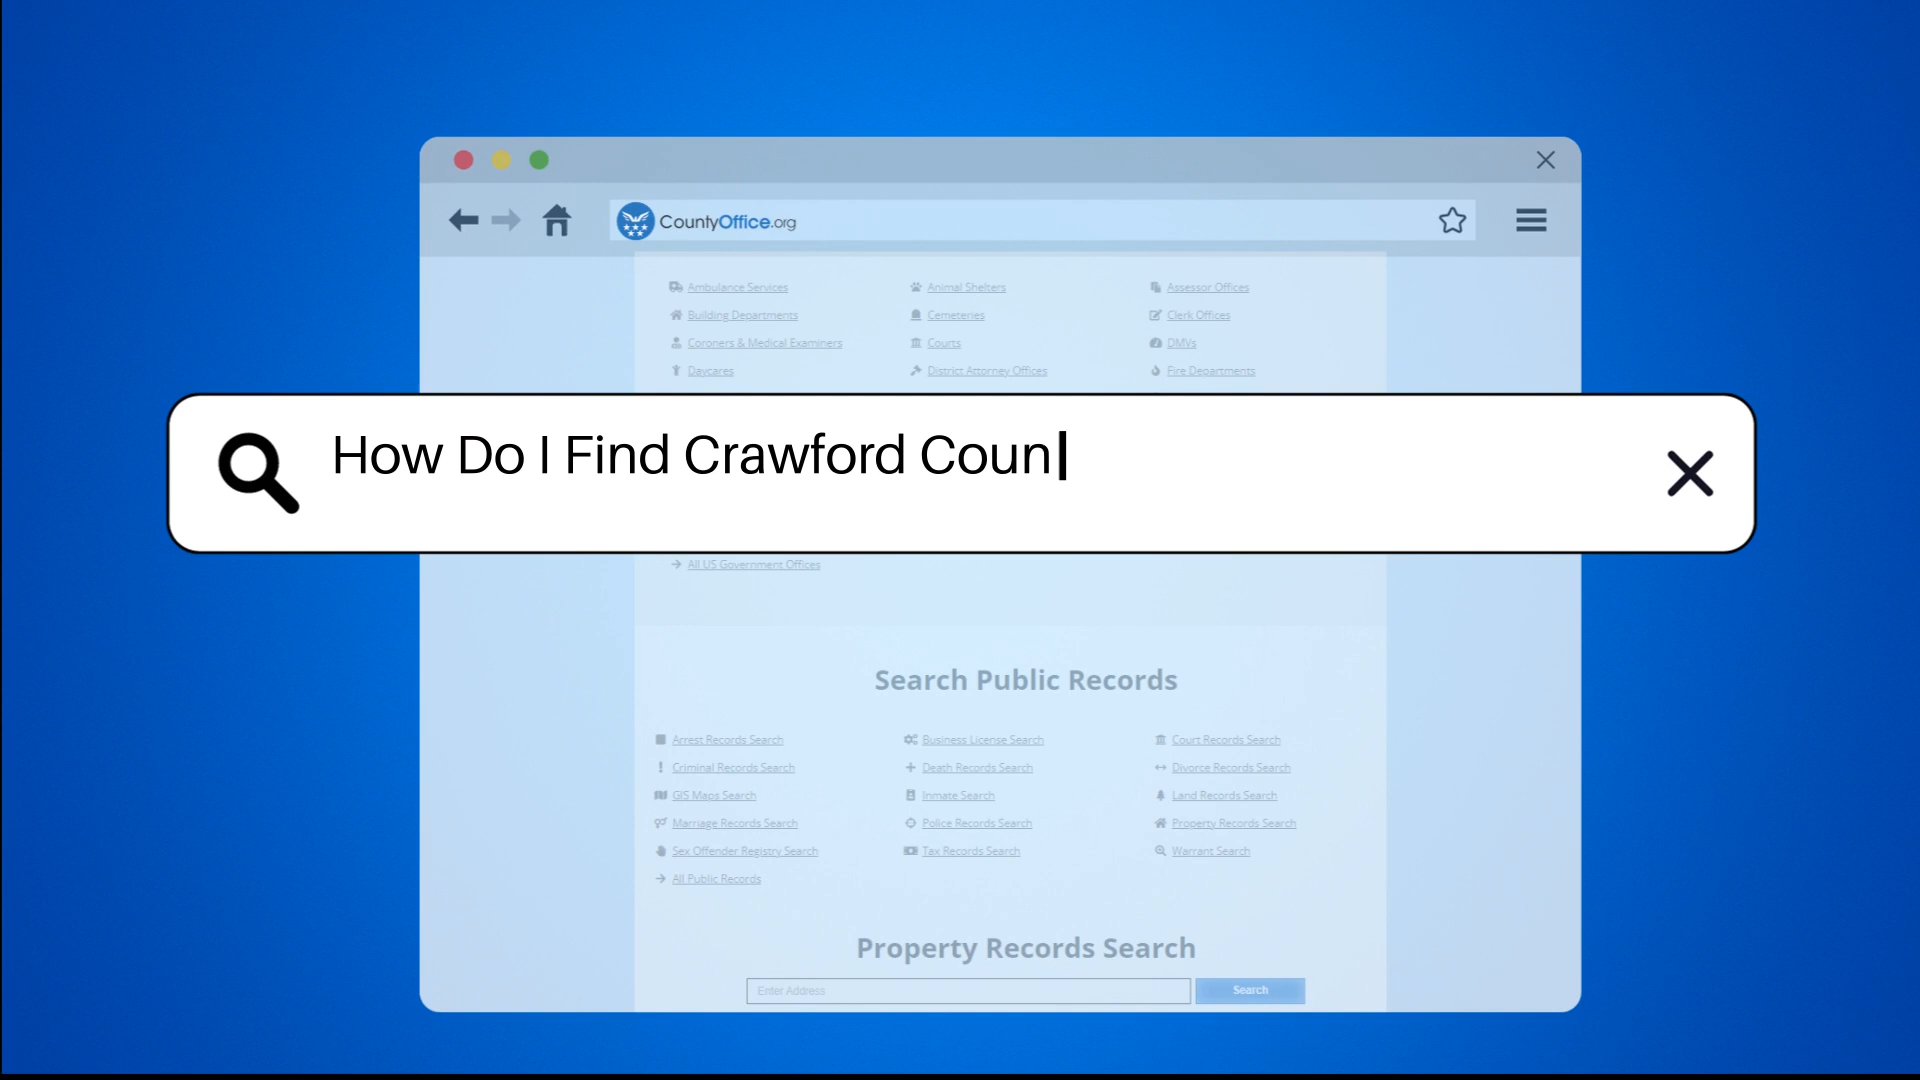 CountyOffice.org
Ambulance Services Animal Shelters Assessor Offices
Building Departments Cemeteries Clerk Offices
Coroners & Medical Examiners Courts DMVs
Daycares District Attorney Offices Fire Departments
How Do I Find Crawford Coun
All US Government Offices
Search Public Records
Arrest Records Search Business License Search Court Records Search
Criminal Records Search Death Records Search Divorce Records Search
GIS Maps Search Inmate Search Land Records Search
Marriage Records Search Police Records Search Property Records Search
Sex Offender Registry Search Tax Records Search Warrant Search
All Public Records
Property Records Search
Enter Address Search